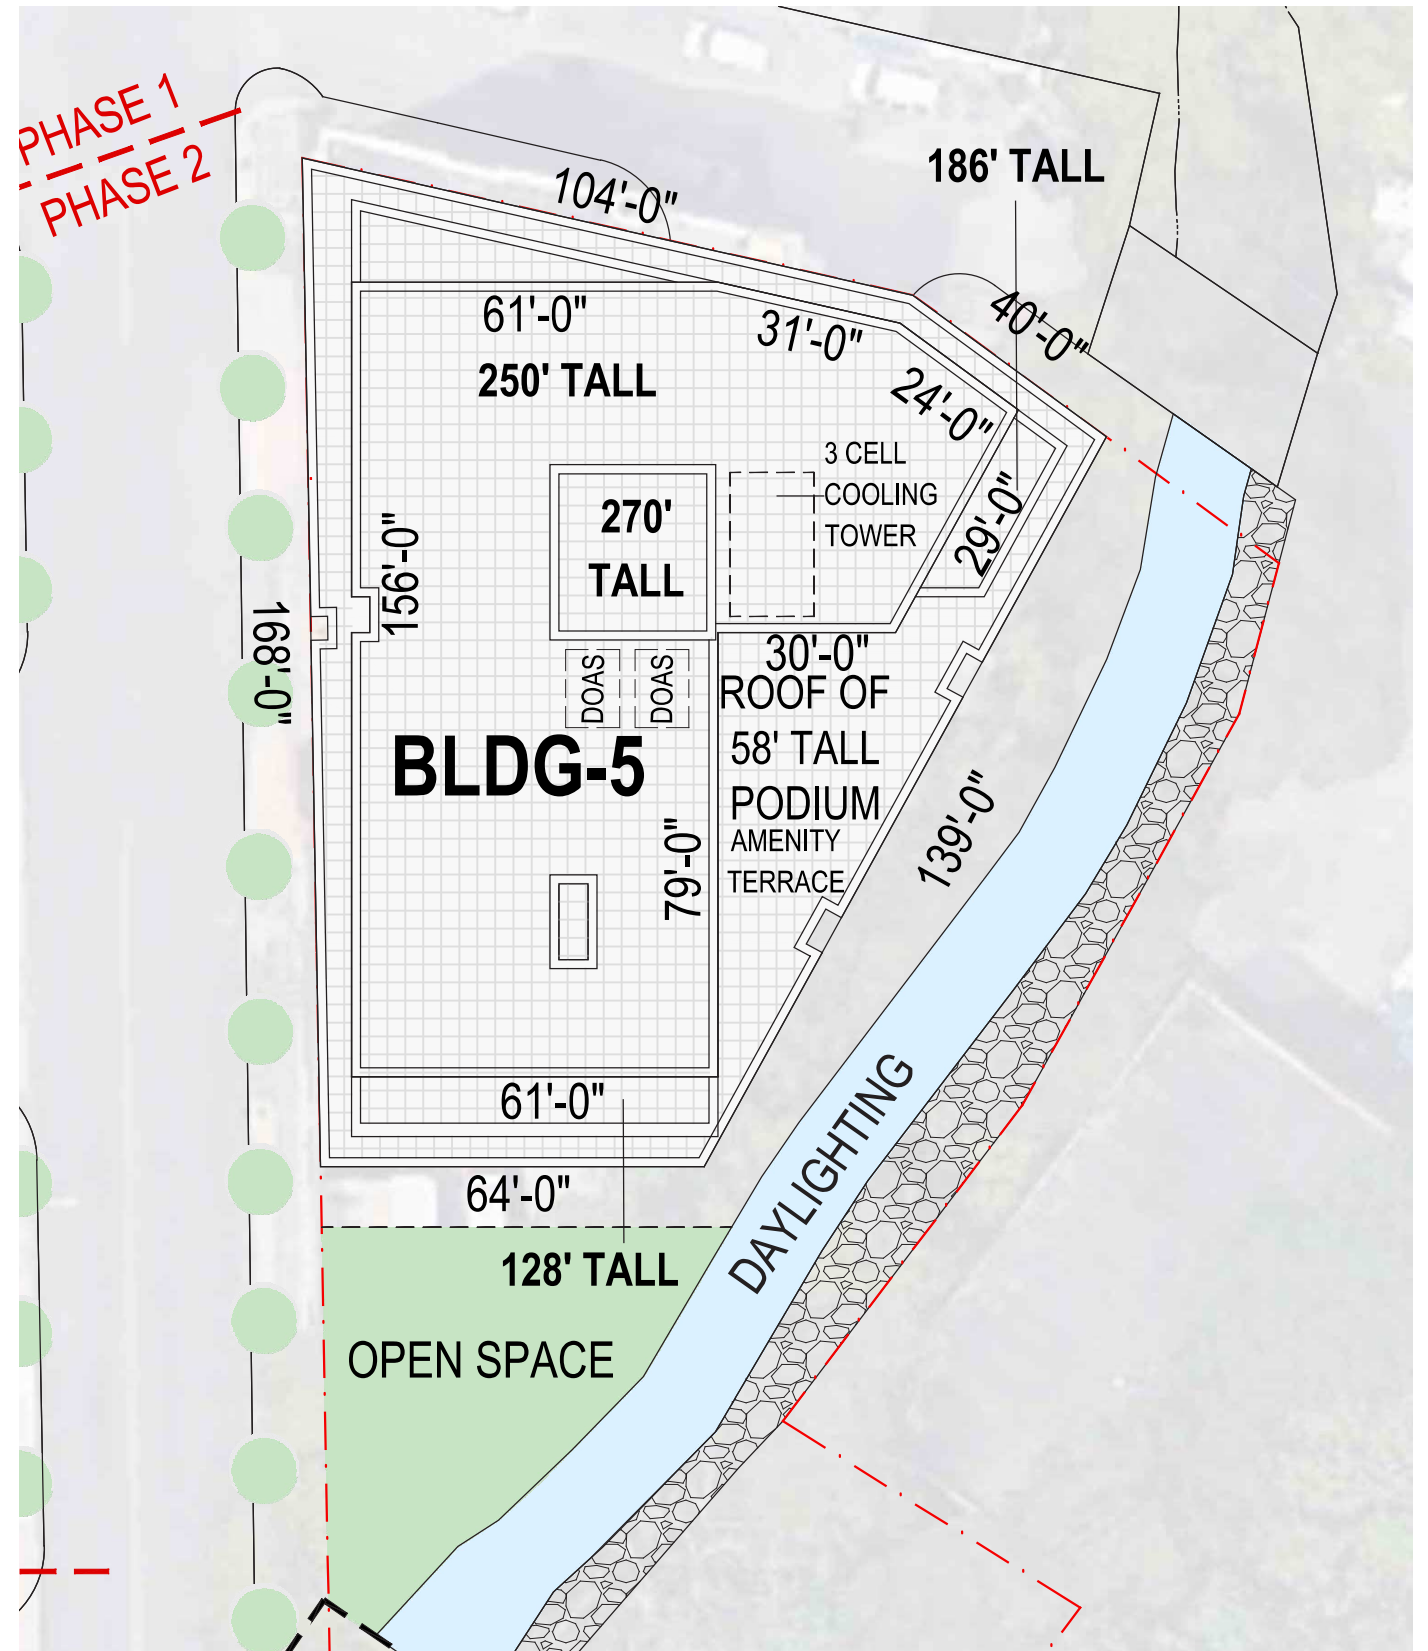 PHASE 1
PHASE 2
104'-0"
186' TALL
61'-0"
31'-0"
40'-0"
250' TALL
24'-0"
3 CELL
COOLING
TOWER
270'
TALL
29'-0"
156'-0"
168'-0"
30'-0"
DOAS
DOAS
ROOF OF
58' TALL
PODIUM
AMENITY
TERRACE
BLDG-5
79'-0"
139'-0"
61'-0"
64'-0"
128' TALL
DAYLIGHTING
OPEN SPACE